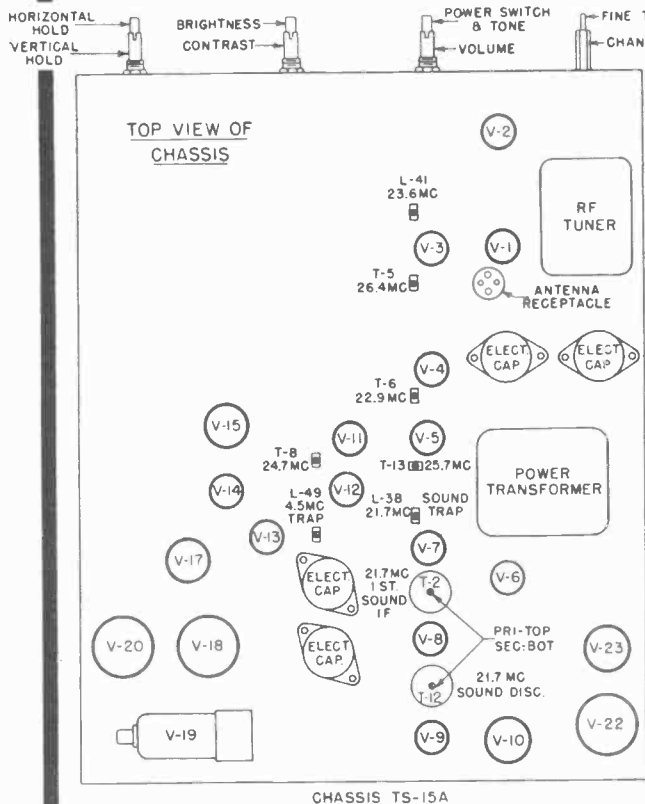 HORIZONTAL
HOLD
VERTICAL
HOLD
BRIGHTNESS
CONTRAST
POWER SWITCH
& TONE
VOLUME
FINE T
CHAN
TOP VIEW OF
CHASSIS
V-2
L-41
23.6MC
RF
TUNER
V-3
V-1
T-5
26.4MC
ANTENNA
RECEPTACLE
ELECT.
CAP
ELECT.
CAP
V-4
T-6
22.9MC
V-15
V-11
V-5
T-8
24.7MC
T-13
25.7MC
POWER
TRANSFORMER
V-14
V-12
L-49
4.5MC
TRAP
L-38
21.7MC
SOUND
TRAP
V-13
V-7
V-17
ELECT.
CAP
21.7MC
1 ST.
SOUND
IF
T-2
V-6
V-20
V-18
ELECT.
CAP.
V-8
PRI-TOP
SEC:BOT
V-23
T-12
21.7 MC
SOUND DISC.
V-19
V-9
V-10
V-22
CHASSIS TS-15A